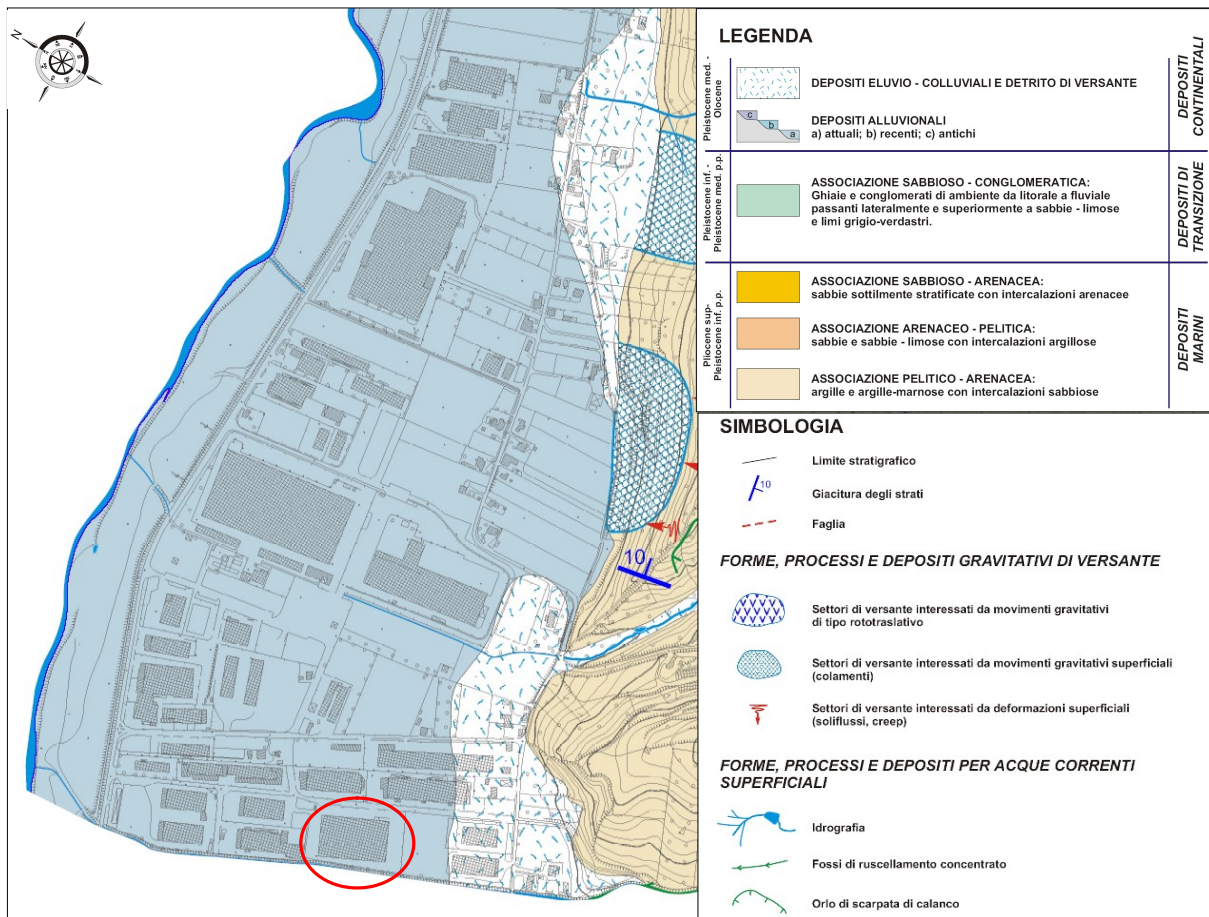 N
LEGENDA
Pleistocene med. -
Olocene
DEPOSITI ELUVIO - COLLUVIALI E DETRITO DI VERSANTE
c
b
a
DEPOSITI ALLUVIONALI
a) attuali; b) recenti; c) antichi
DEPOSITI
CONTINENTALI
Pleistocene inf. -
Pleistocene med. p.p.
ASSOCIAZIONE SABBIOSO - CONGLOMERATICA:
Ghiaie e conglomerati di ambiente da litorale a fluviale
passanti lateralmente e superiormente a sabbie - limose
e limi grigio-verdastri.
DEPOSITI DI
TRANSIZIONE
Pliocene sup-
Pleistocene inf. p.p.
ASSOCIAZIONE SABBIOSO - ARENACEA:
sabbie sottilmente stratificate con intercalazioni arenacee
ASSOCIAZIONE ARENACEO - PELITICA:
sabbie e sabbie - limose con intercalazioni argillose
ASSOCIAZIONE PELITICO - ARENACEA:
argille e argille-marnose con intercalazioni sabbiose
DEPOSITI
MARINI
SIMBOLOGIA
Limite stratigrafico
10
Giacitura degli strati
Faglia
FORME, PROCESSI E DEPOSITI GRAVITATIVI DI VERSANTE
Settori di versante interessati da movimenti gravitativi
di tipo rototraslativo
Settori di versante interessati da movimenti gravitativi superficiali
(colamenti)
Settori di versante interessati da deformazioni superficiali
(soliflussi, creep)
FORME, PROCESSI E DEPOSITI PER ACQUE CORRENTI
SUPERFICIALI
Idrografia
Fossi di ruscellamento concentrato
Orlo di scarpata di calanco
10